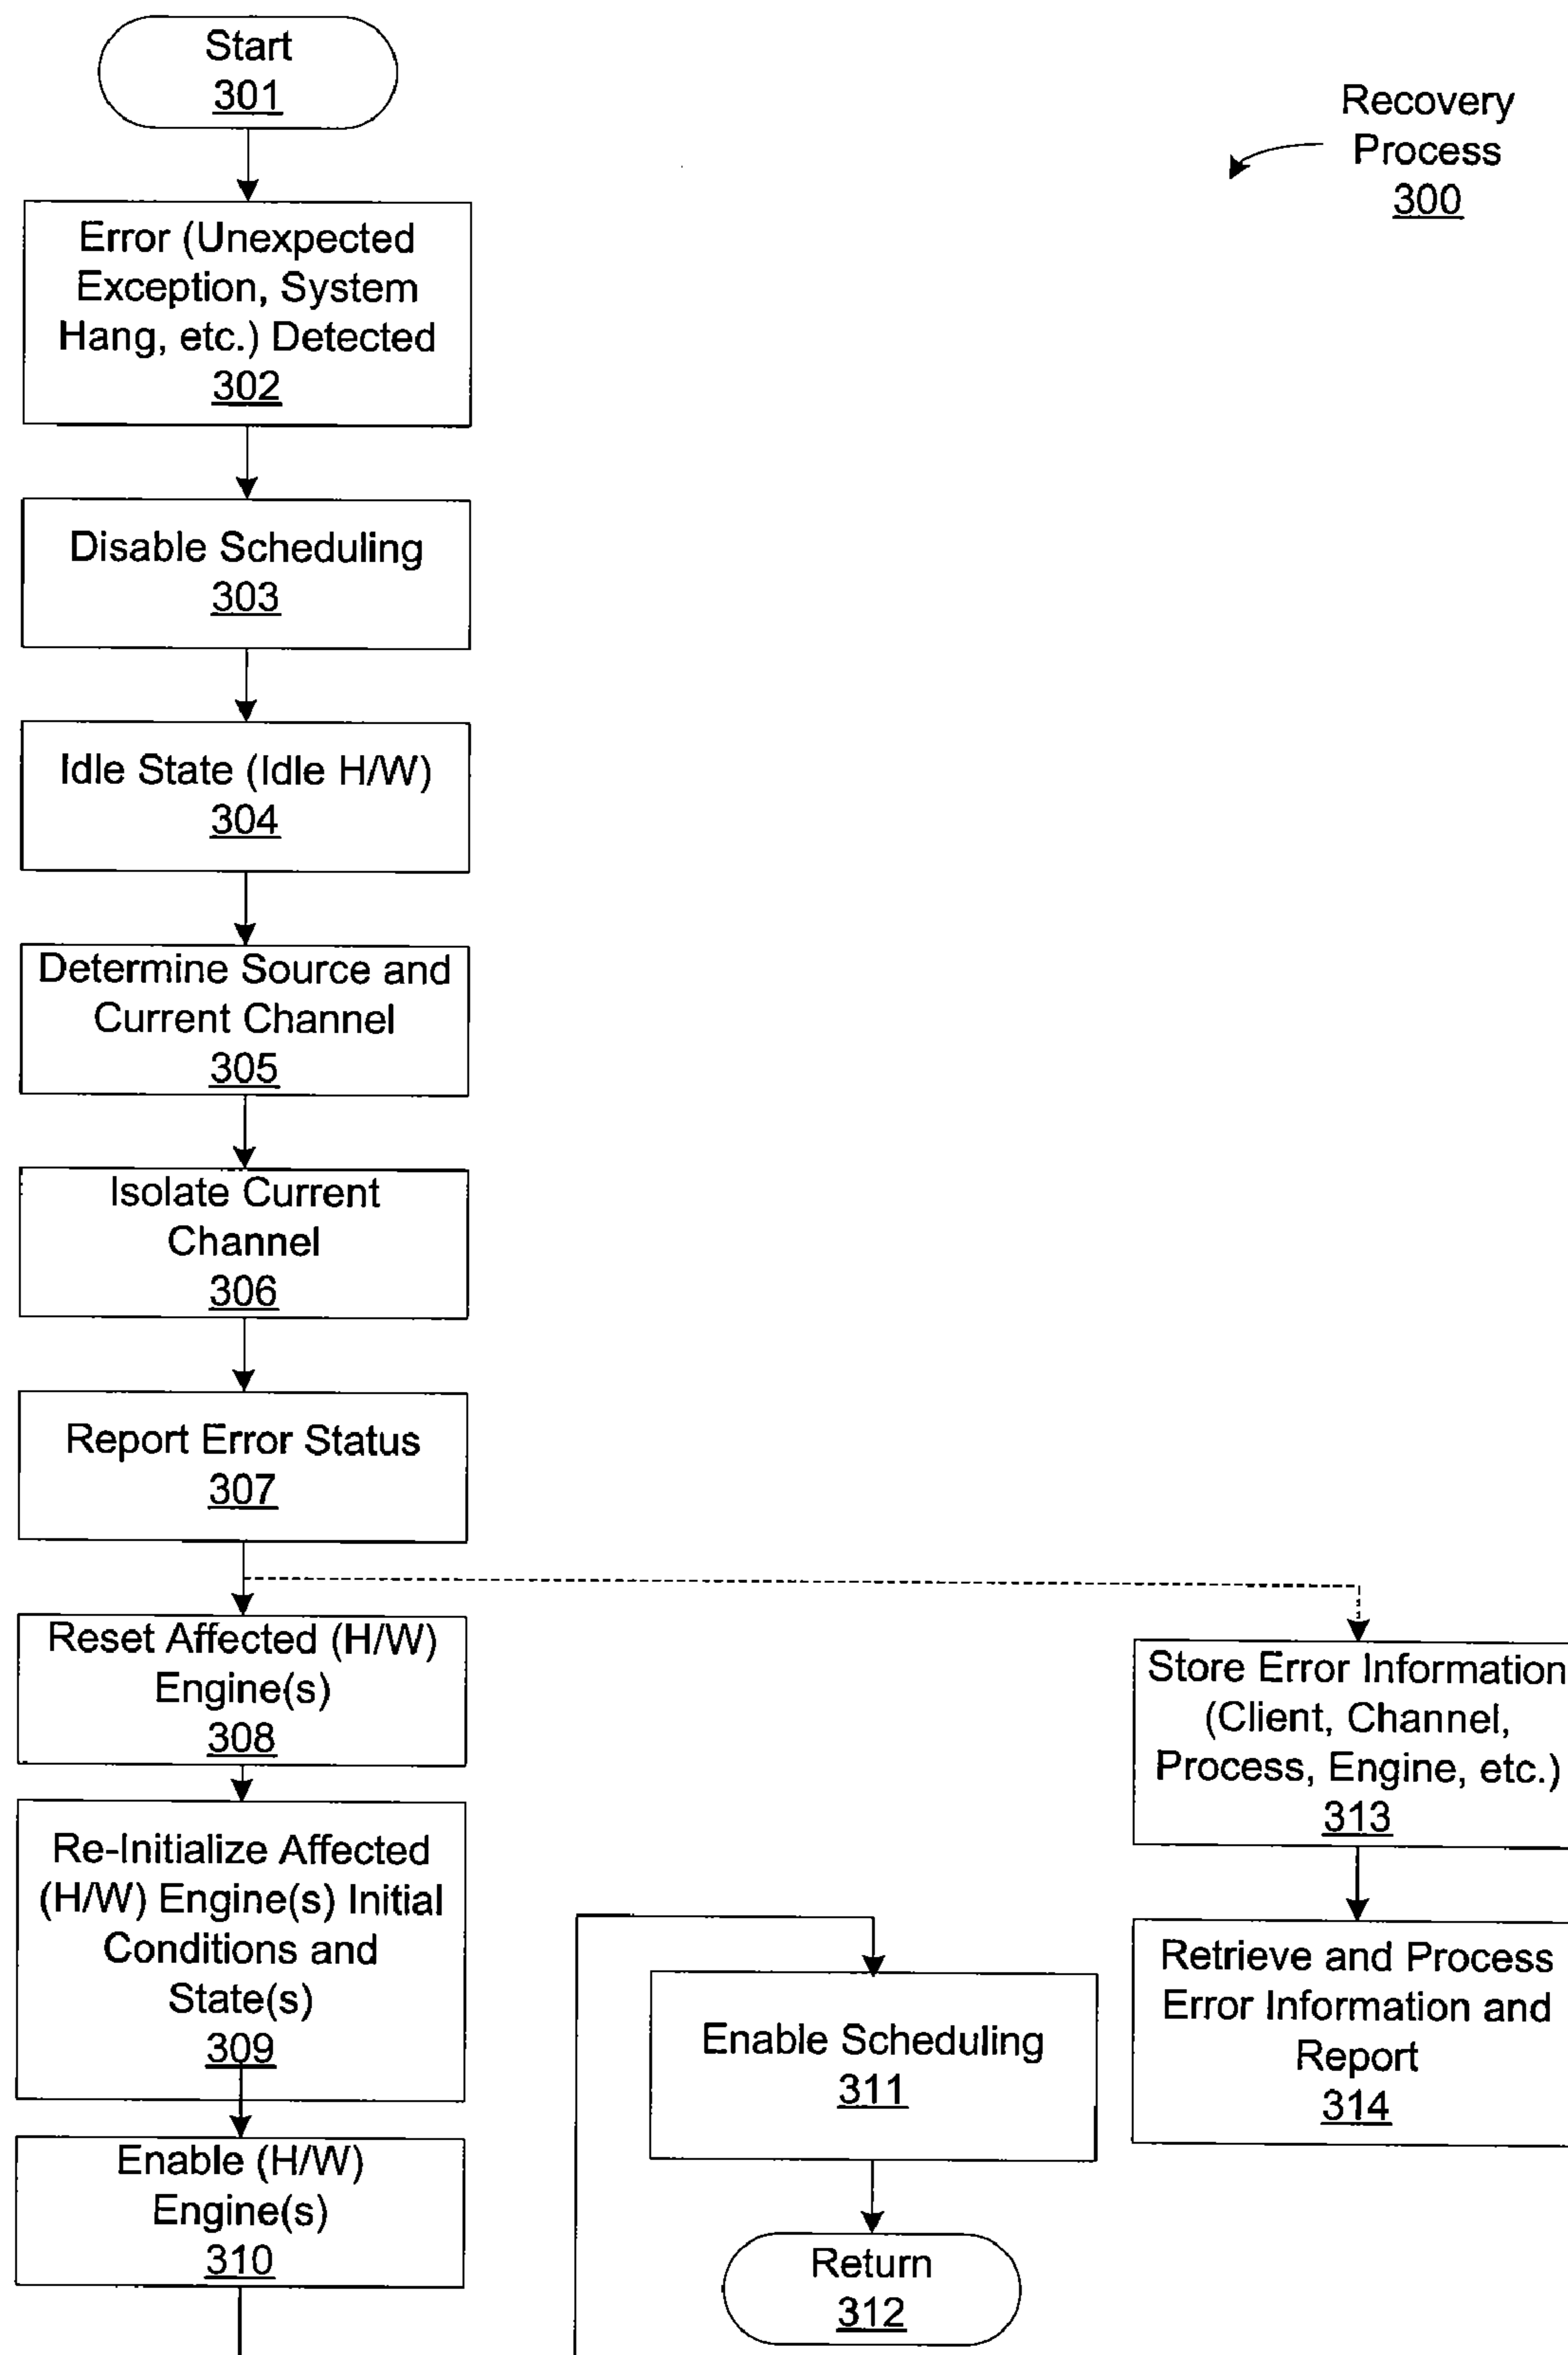 Start
301
Recovery
Process
300
Error (Unexpected
Exception, System
Hang, etc.) Detected
302
Disable Scheduling
303
Idle State (Idle H/W)
304
Determine Source and
Current Channel
305
Isolate Current
Channel
306
Report Error Status
307
Reset Affected (H/W)
Engine(s)
308
Re-Initialize Affected
(H/W) Engine(s) Initial
Conditions and
State(s)
309
Enable (H/W)
Engine(s)
310
Enable Scheduling
311
Return
312
Store Error Information
(Client, Channel,
Process, Engine, etc.)
313
Retrieve and Process
Error Information and
Report
314